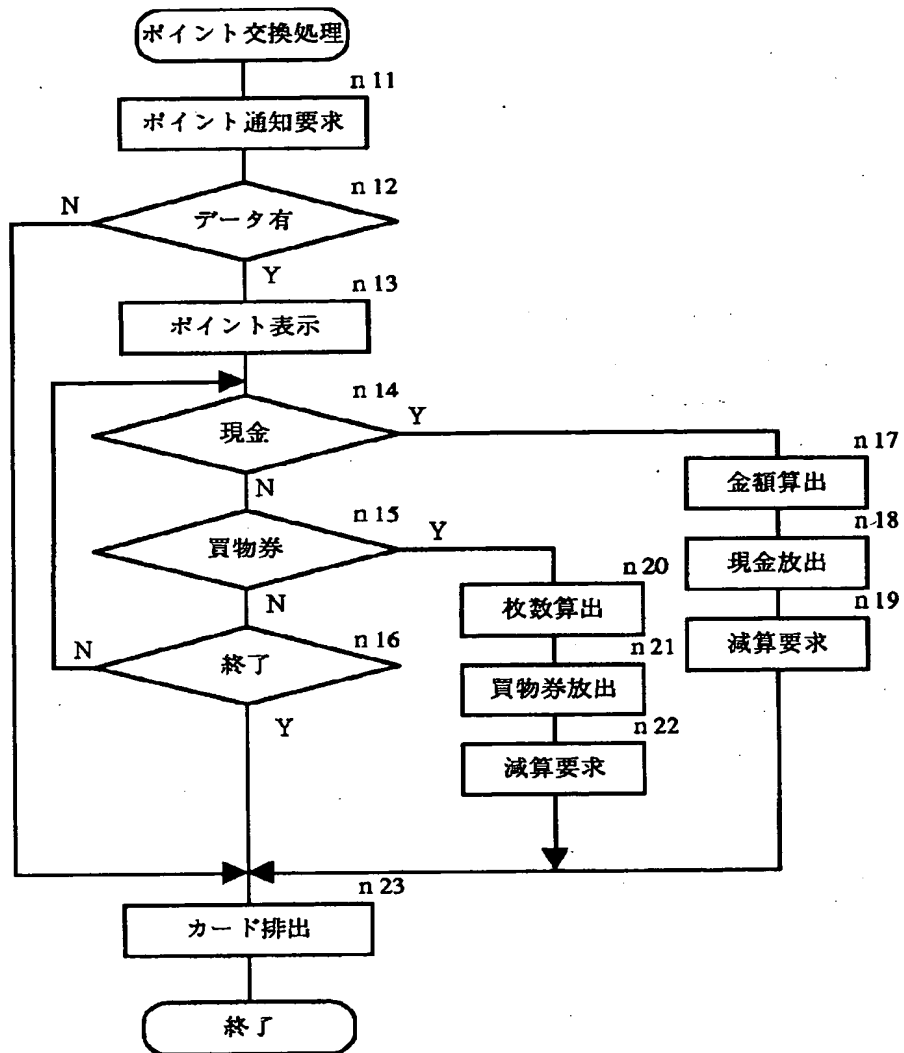 ポイント交換処理
n 11
ポイント通知要求
n 12
N
データ有
Y
n 13
ポイント表示
n 14
Y
現金
n 17
金額算出
N
n 15
Y
n 18
買物券
現金放出
n 20
n 19
枚数算出
N
n 16
減算要求
N
終了
n 21
買物券放出
Y
n 22
減算要求
n 23
カード排出
終了